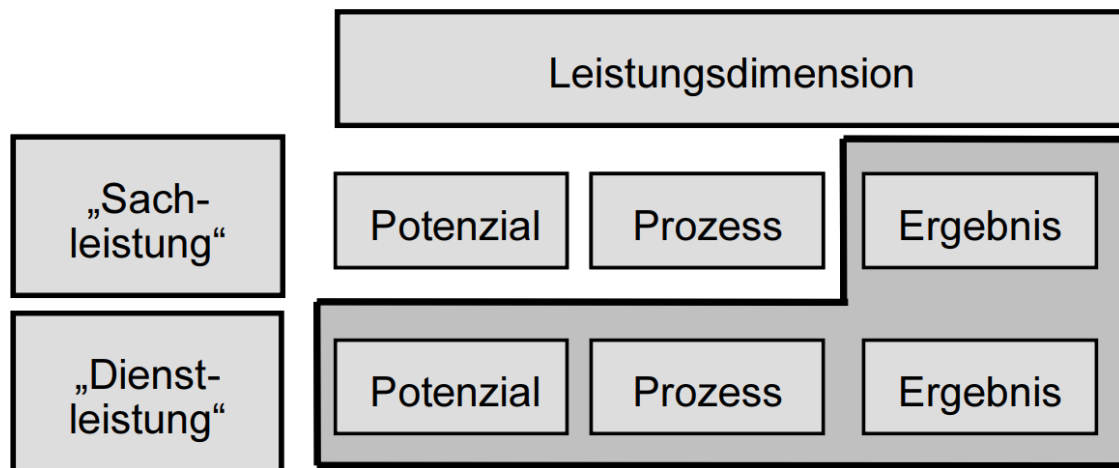 Leistungsdimension
„Sach-
leistung“
Potenzial
Prozess
Ergebnis
„Dienst-
leistung“
Potenzial
Prozess
Ergebnis